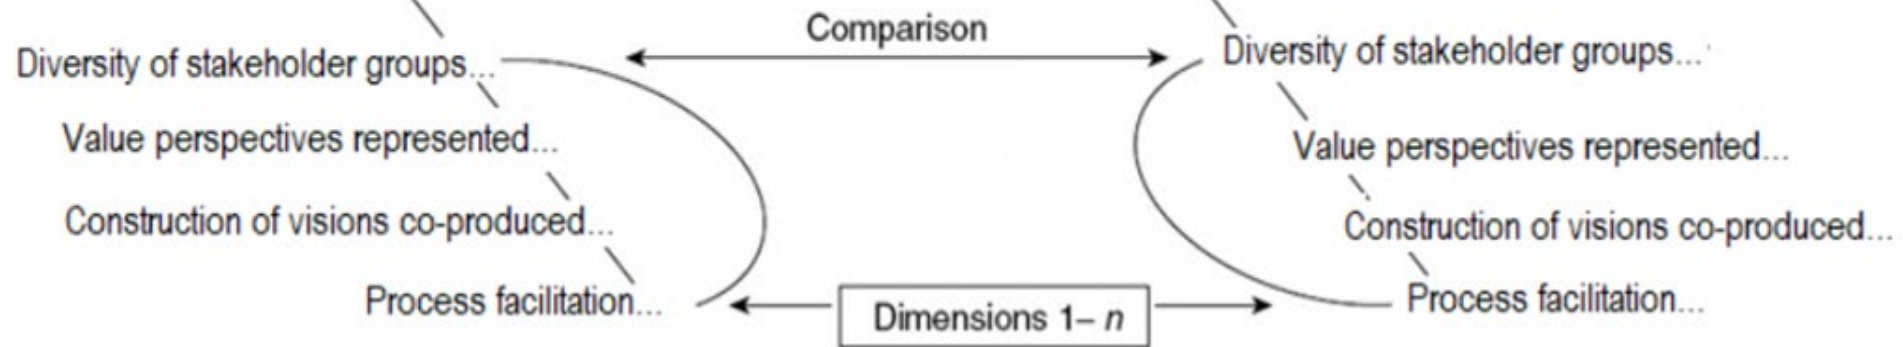 Comparison
Diversity of stakeholder groups...
Diversity of stakeholder groups...
Value perspectives represented...
Value perspectives represented...
Construction of visions co-produced...
Construction of visions co-produced...
Process facilitation...
Process facilitation...
Dimensions 1– n